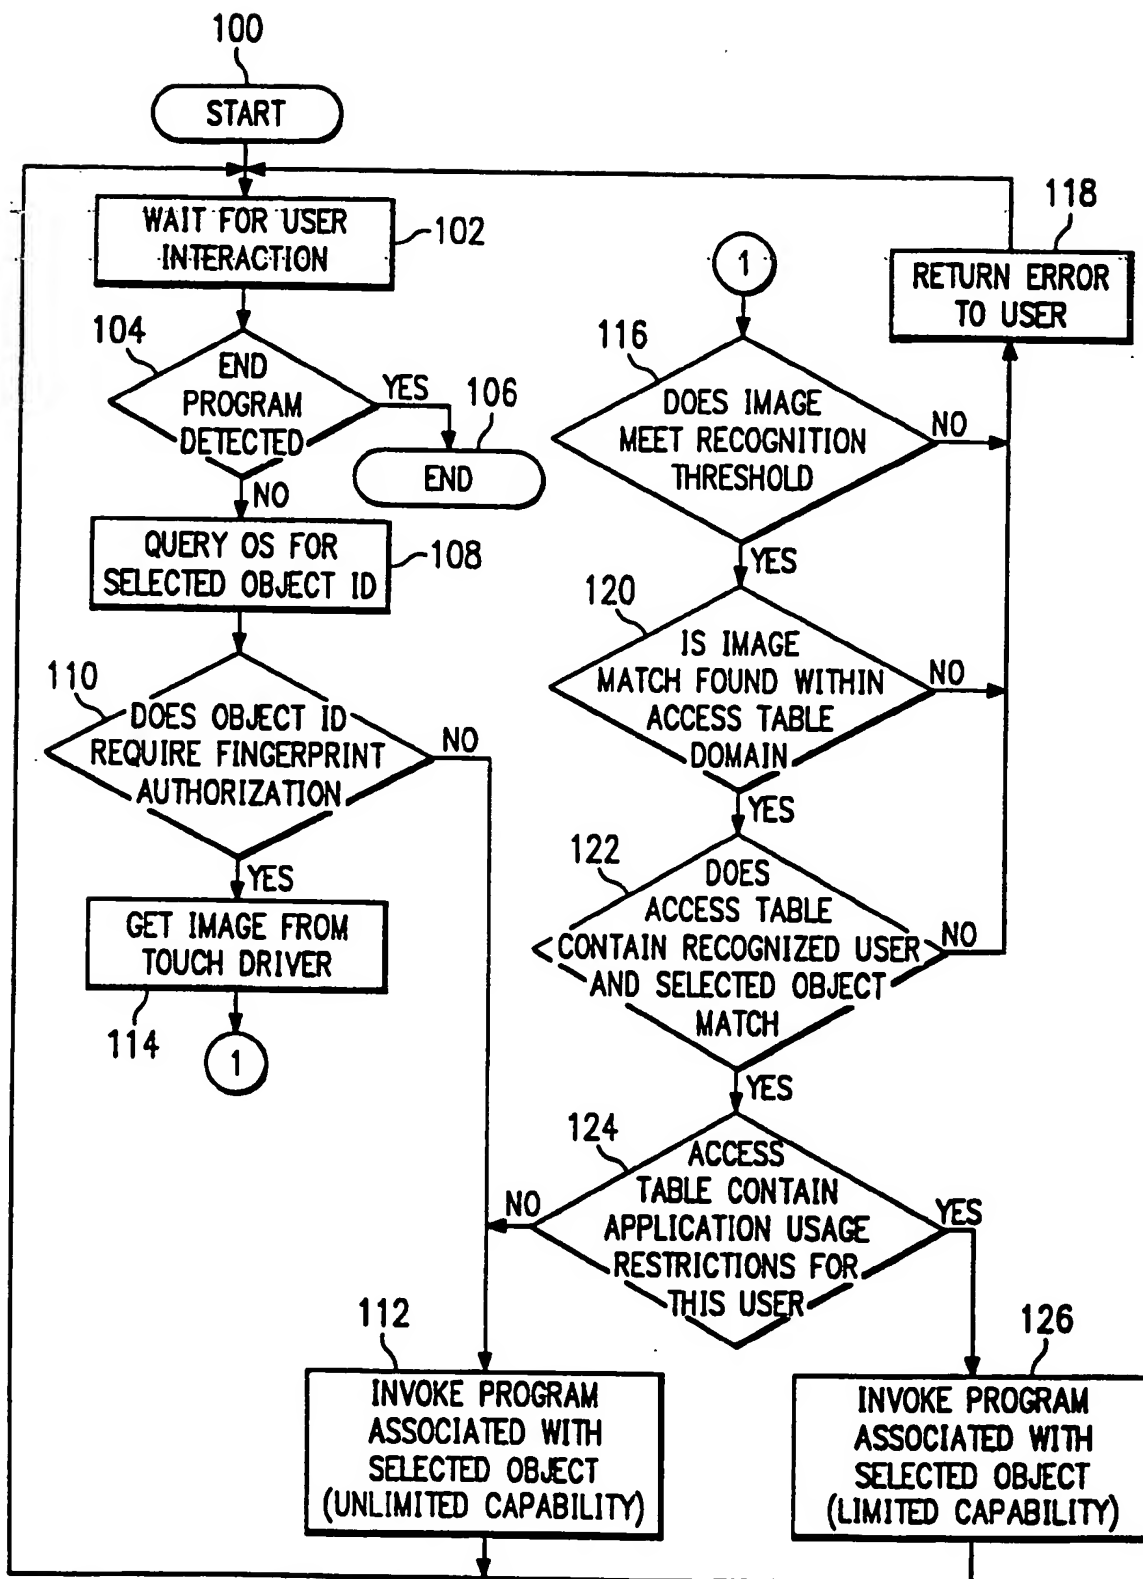 100
START
WAIT FOR USER
INTERACTION
102
104
END
PROGRAM
DETECTED
YES
106
END
NO
QUERY OS FOR
SELECTED OBJECT ID
108
110
DOES OBJECT ID
REQUIRE FINGERPRINT
AUTHORIZATION
NO
YES
GET IMAGE FROM
TOUCH DRIVER
114
1
1
118
RETURN ERROR
TO USER
116
DOES IMAGE
MEET RECOGNITION
THRESHOLD
NO
YES
120
IS IMAGE
MATCH FOUND WITHIN
ACCESS TABLE
DOMAIN
NO
YES
122
DOES
ACCESS TABLE
CONTAIN RECOGNIZED USER
AND SELECTED OBJECT
MATCH
NO
YES
124
ACCESS
TABLE CONTAIN
APPLICATION USAGE
RESTRICTIONS FOR
THIS USER
NO
YES
112
INVOKE PROGRAM
ASSOCIATED WITH
SELECTED OBJECT
(UNLIMITED CAPABILITY)
126
INVOKE PROGRAM
ASSOCIATED WITH
SELECTED OBJECT
(LIMITED CAPABILITY)